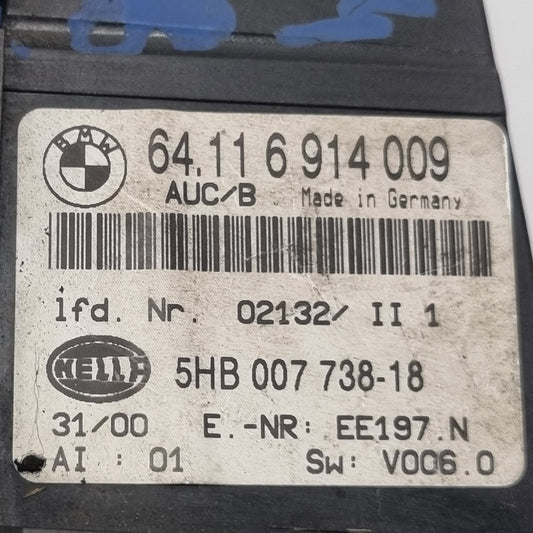 BMW 64.11 6 914 009
AUC/B Made in Germany
lfd. Nr. 02132/ II 1
HELLA 5HB 007 738-18
31/00 E.-NR: EE197.N
AI : 01 SW: V006.0